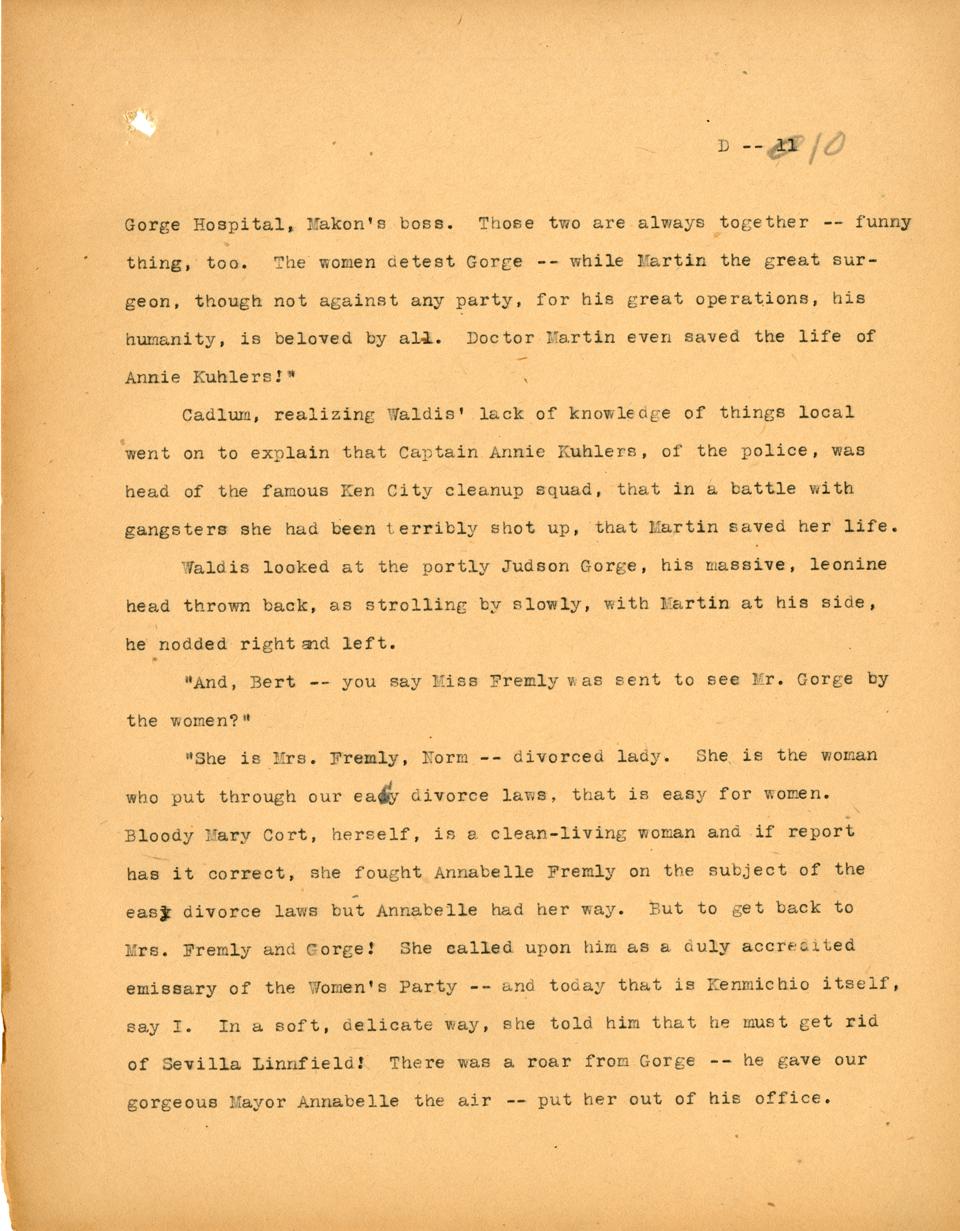 D -- 11 10
Gorge Hospital, Makon's boss. Those two are always together -- funny
thing, too. The women detest Gorge -- while Martin the great sur-
geon, though not against any party, for his great operations, his
humanity, is beloved by all. Doctor Martin even saved the life of
Annie Kuhlers!"
Cadlum, realizing Waldis' lack of knowledge of things local
went on to explain that Captain Annie Kuhlers, of the police, was
head of the famous Ken City cleanup squad, that in a battle with
gangsters she had been terribly shot up, that Martin saved her life.
Waldis looked at the portly Judson Gorge, his massive, leonine
head thrown back, as strolling by slowly, with Martin at his side,
he nodded right and left.
"And, Bert -- you say Miss Fremly was sent to see Mr. Gorge by
the women?"
"She is Mrs. Fremly, Norm -- divorced lady. She is the woman
who put through our easy divorce laws, that is easy for women.
Bloody Mary Cort, herself, is a clean-living woman and if report
has it correct, she fought Annabelle Fremly on the subject of the
easy divorce laws but Annabelle had her way. But to get back to
Mrs. Fremly and Gorge! She called upon him as a duly accredited
emissary of the Women's Party -- and today that is Kenmichio itself,
say I. In a soft, delicate way, she told him that he must get rid
of Sevilla Linnfield! There was a roar from Gorge -- he gave our
gorgeous Mayor Annabelle the air -- put her out of his office.